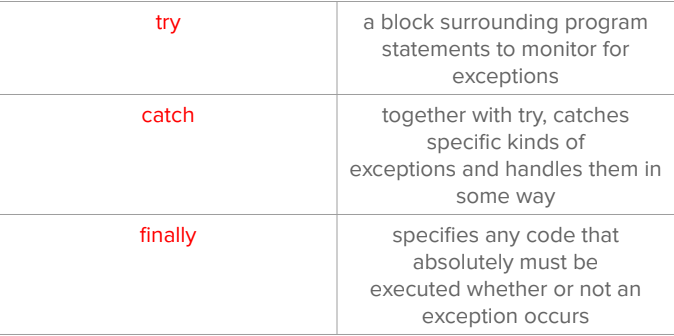 try
a block surrounding program
statements to monitor for
exceptions
catch
together with try, catches
specific kinds of
exceptions and handles them in
some way
finally
specifies any code that
absolutely must be
executed whether or not an
exception occurs